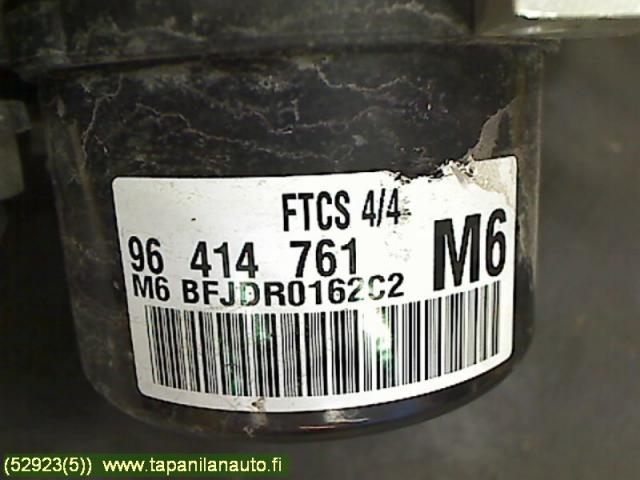 FTCS 4/4
96 414 761 M6
M6 BFJDR0162C2
(52923(5)) www.tapanilanauto.fi